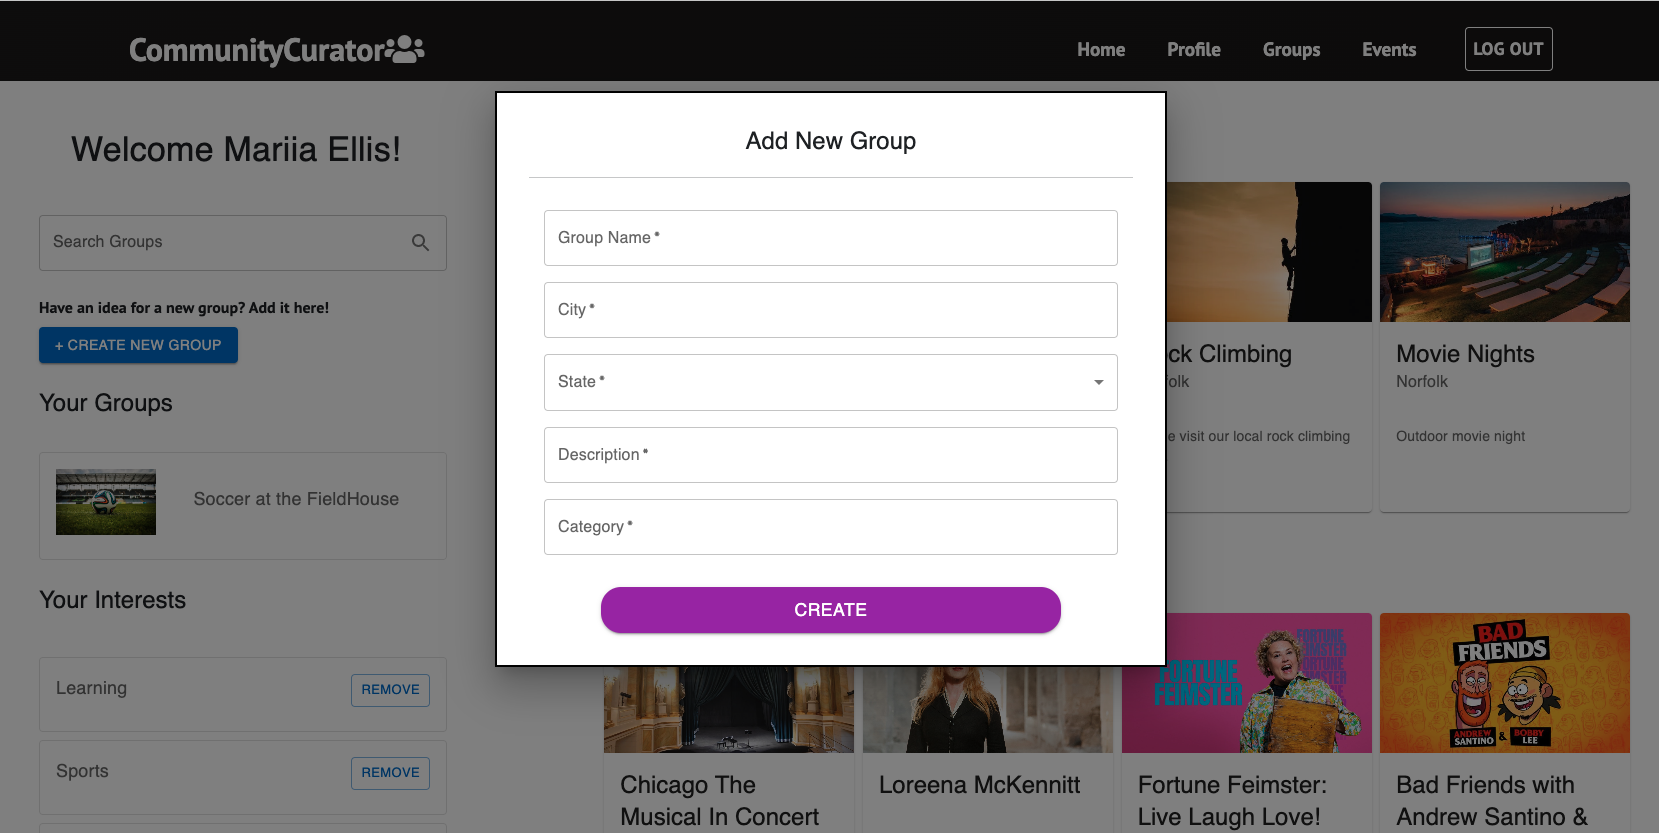 CommunityCurator
Home
Profile
Groups
Events
LOG OUT
Welcome Mariia Ellis!
Search Groups
Have an idea for a new group? Add it here!
+ CREATE NEW GROUP
Your Groups
Soccer at the FieldHouse
Your Interests
Learning
REMOVE
Sports
REMOVE
Add New Group
Group Name *
City *
State *
Description *
Category *
CREATE
ck Climbing
folk
e visit our local rock climbing
Movie Nights
Norfolk
Outdoor movie night
Chicago The
Musical In Concert
Loreena McKennitt
FORTUNE
FEIMSTER
FORTUNE
FEIMSTER
FORTUNE
Fortune Feimster:
Live Laugh Love!
BAD
FRIENDS
ANDREW
SANTINO
&
BOBBY
LEE
Bad Friends with
Andrew Santino &